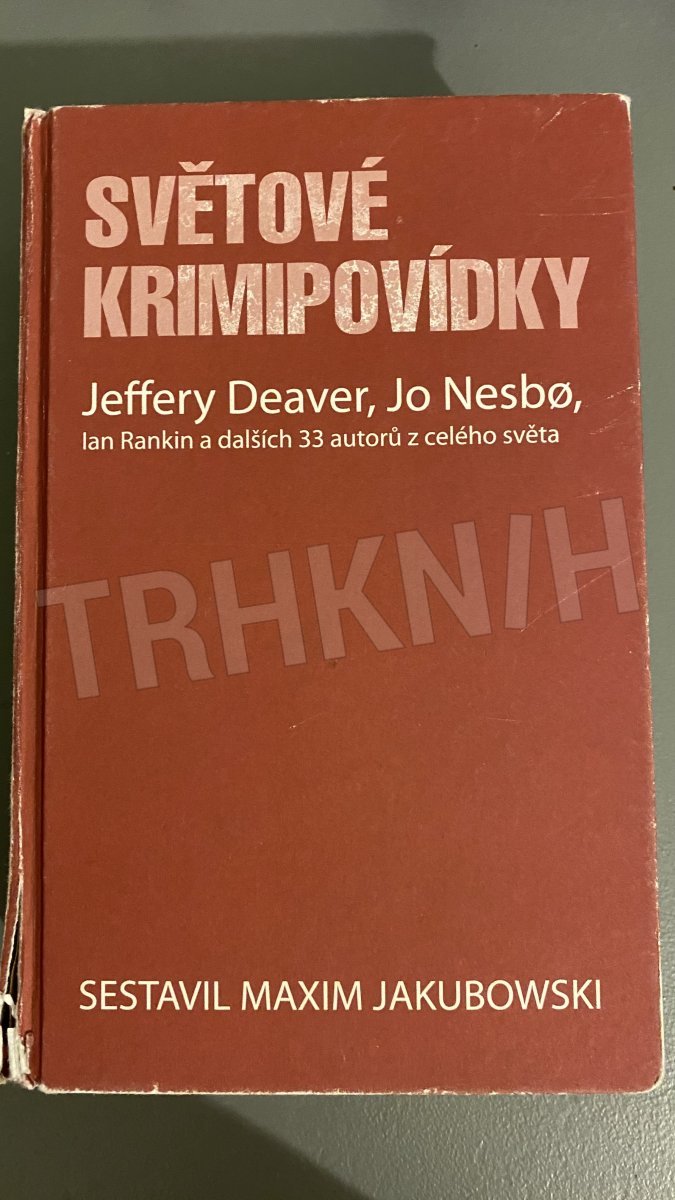 SVĚTOVÉ
KRIMIPOVÍDKY
Jeffery Deaver, Jo Nesbø,
Ian Rankin a dalších 33 autorů z celého světa
TRHKNIH
SESTAVIL MAXIM JAKUBOWSKI